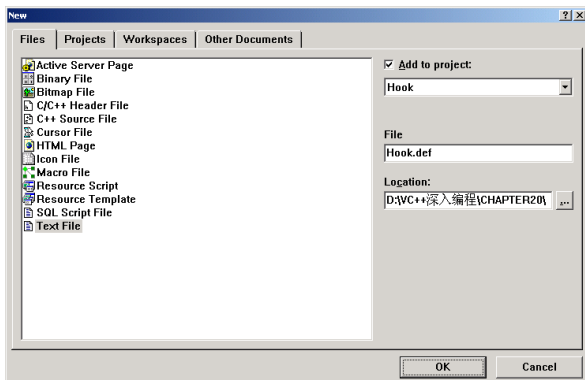 New
Files
Projects
Workspaces
Other Documents
Active Server Page
Binary File
Bitmap File
C/C++ Header File
C++ Source File
Cursor File
HTML Page
Icon File
Macro File
Resource Script
Resource Template
SQL Script File
Text File
Add to project:
Hook
File
Hook.def
Location:
D:\VC++深入编程\CHAPTER20\
...
OK
Cancel